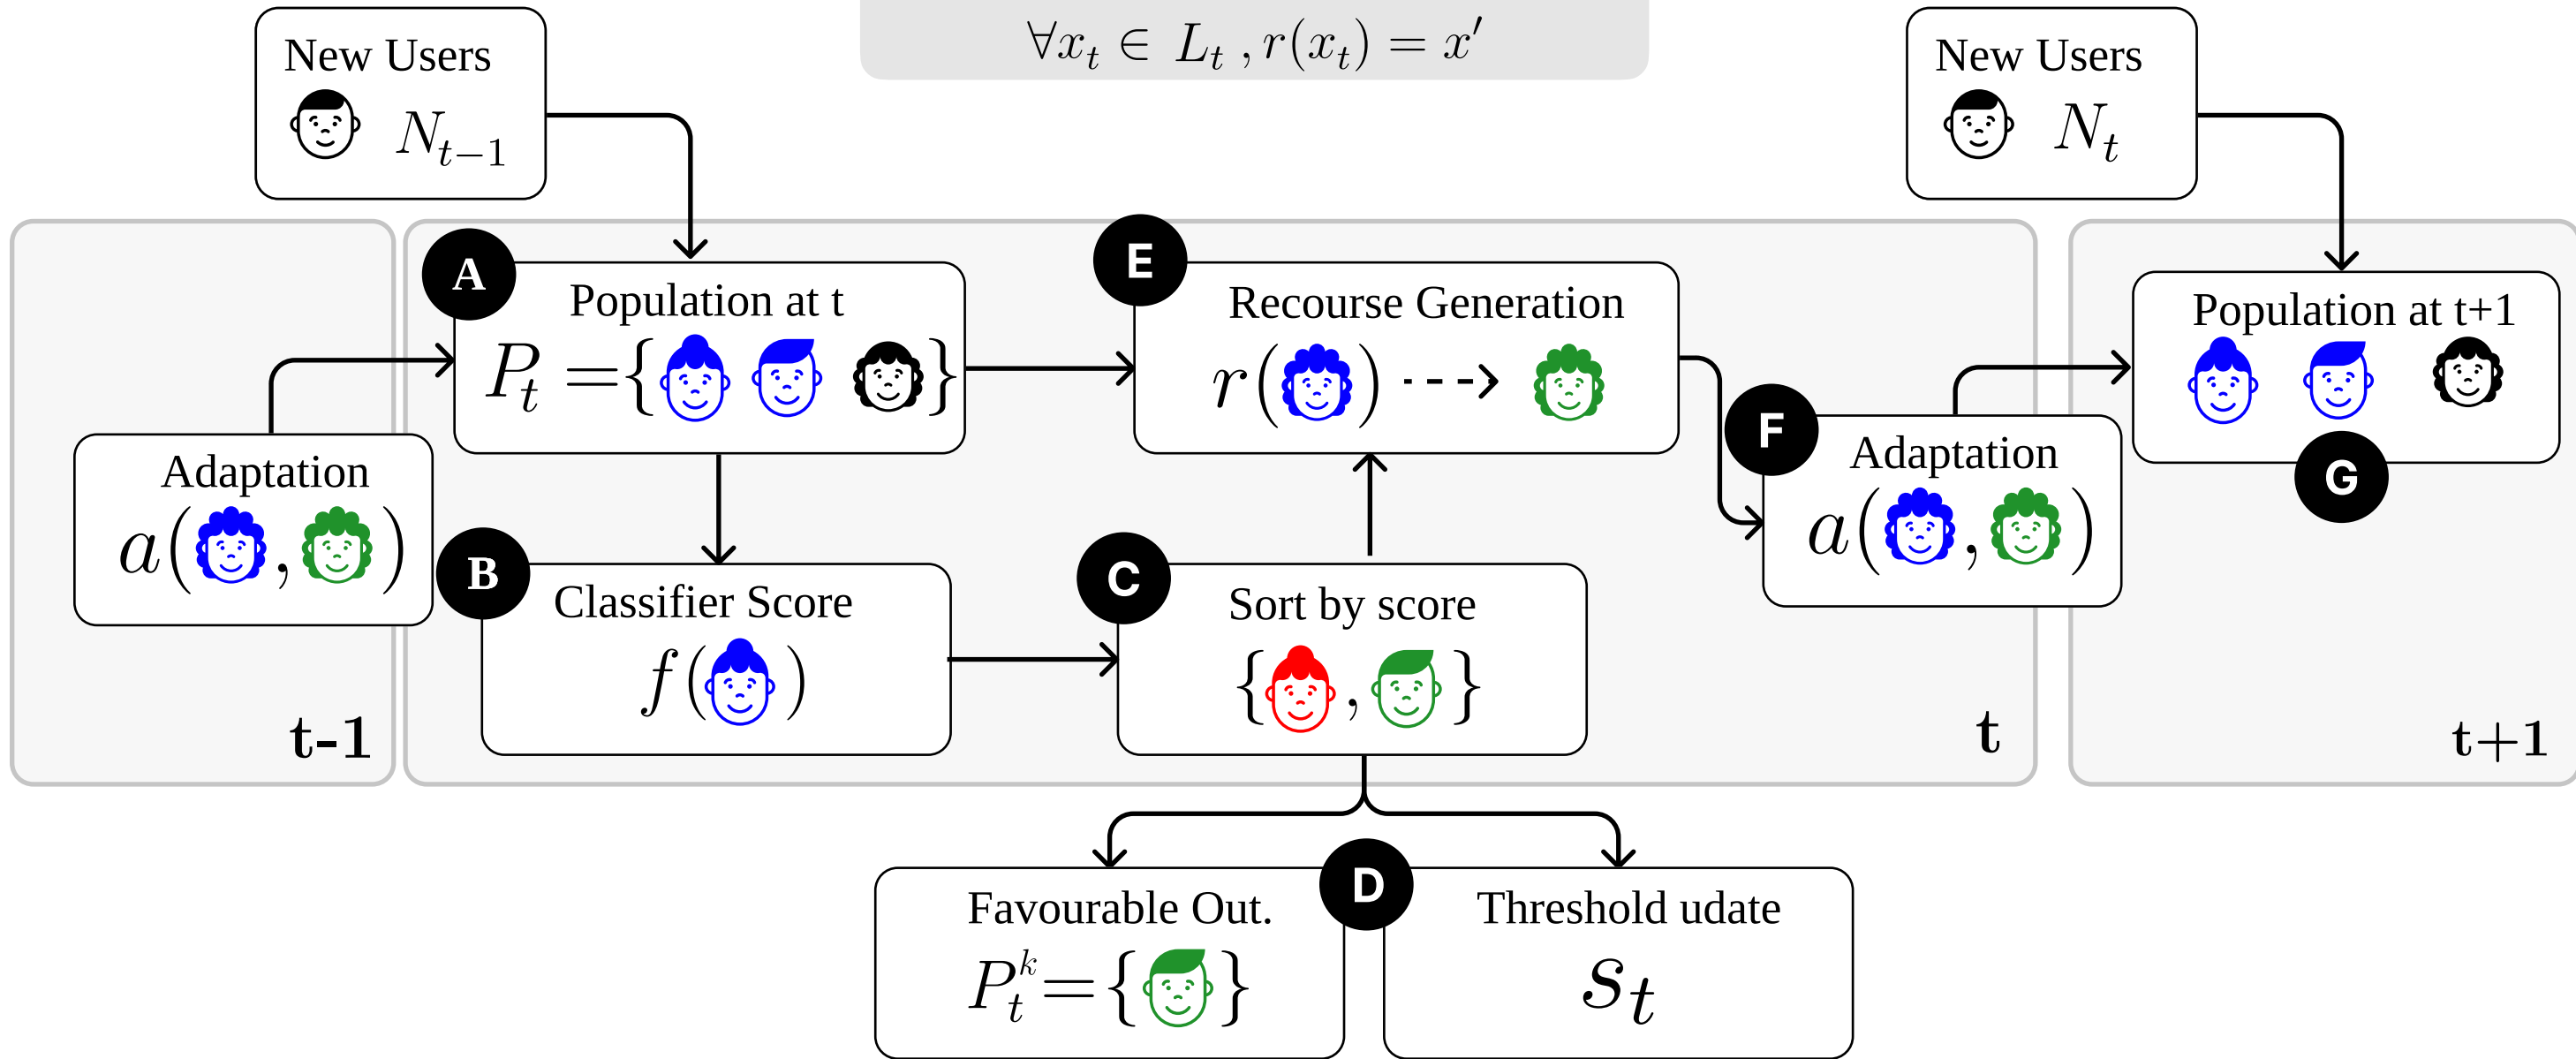 ∀x_t ∈ L_t , r(x_t) = x′
New Users
N_{t−1}
New Users
N_t
A
Population at t
P_t = { }
E
Recourse Generation
r( )
Population at t+1
G
Adaptation
a( , )
F
Adaptation
a( , )
B
Classifier Score
f( )
C
Sort by score
{ , }
t-1
t
t+1
D
Favourable Out.
P_t^k = { }
Threshold udate
s_t